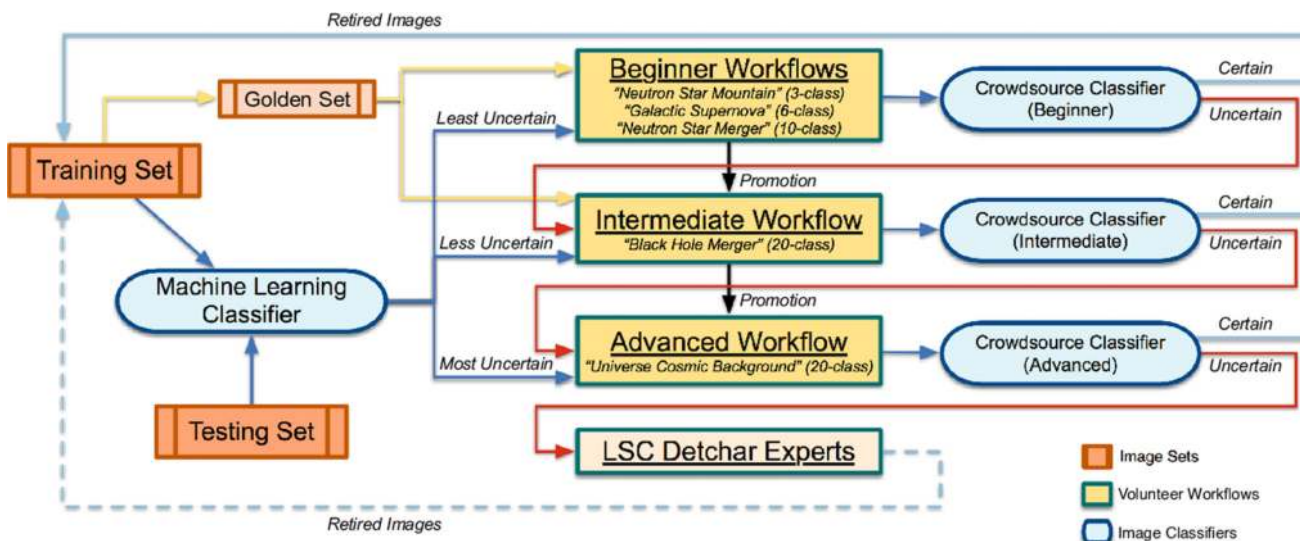 Retired Images
Beginner Workflows
"Neutron Star Mountain" (3-class)
"Galactic Supernova" (6-class)
"Neutron Star Merger" (10-class)
Crowdsource Classifier
(Beginner)
Certain
Uncertain
Golden Set
Least Uncertain
Training Set
Promotion
Intermediate Workflow
"Black Hole Merger" (20-class)
Crowdsource Classifier
(Intermediate)
Certain
Uncertain
Less Uncertain
Machine Learning
Classifier
Promotion
Advanced Workflow
"Universe Cosmic Background" (20-class)
Crowdsource Classifier
(Advanced)
Certain
Uncertain
Most Uncertain
Testing Set
LSC Detchar Experts
Retired Images
Image Sets
Volunteer Workflows
Image Classifiers